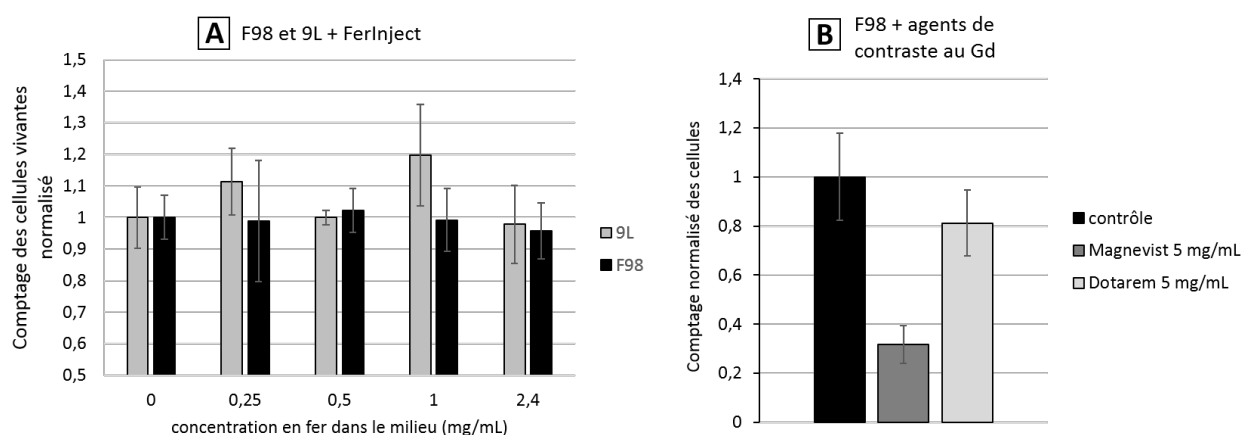 A F98 et 9L + FerInject
1,5
1,4
1,3
1,2
1,1
1
0,9
0,8
0,7
0,6
0,5
Comptage des cellules vivantes
normalisé
0 0,25 0,5 1 2,4
concentration en fer dans le milieu (mg/mL)
9L
F98
B F98 + agents de
contraste au Gd
1,4
1,2
1
0,8
0,6
0,4
0,2
0
Comptage normalisé des cellules
contrôle
Magnevist 5 mg/mL
Dotarem 5 mg/mL